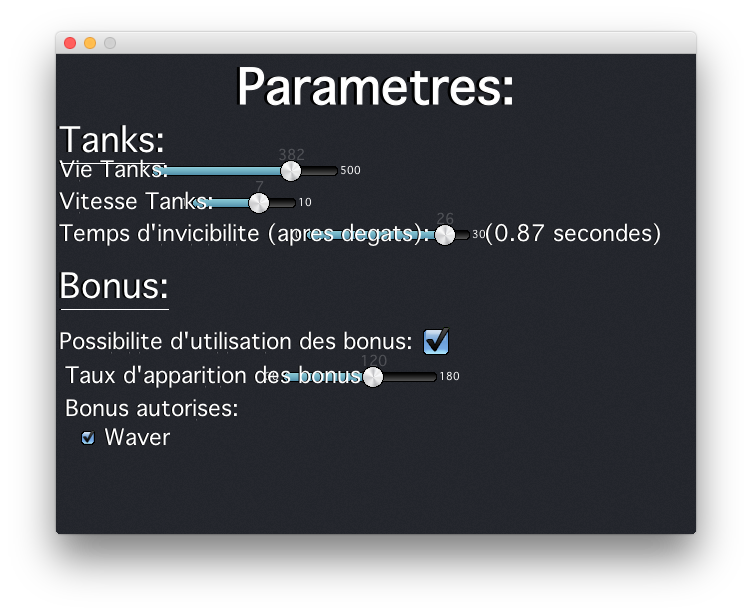 Parametres:
Tanks:
382
Vie Tanks: 500
7
Vitesse Tanks: 10
26
Temps d'invicibilite (apres degats): 30 (0.87 secondes)
Bonus:
Possibilite d'utilisation des bonus:
120
Taux d'apparition des bonus 180
Bonus autorises:
Waver